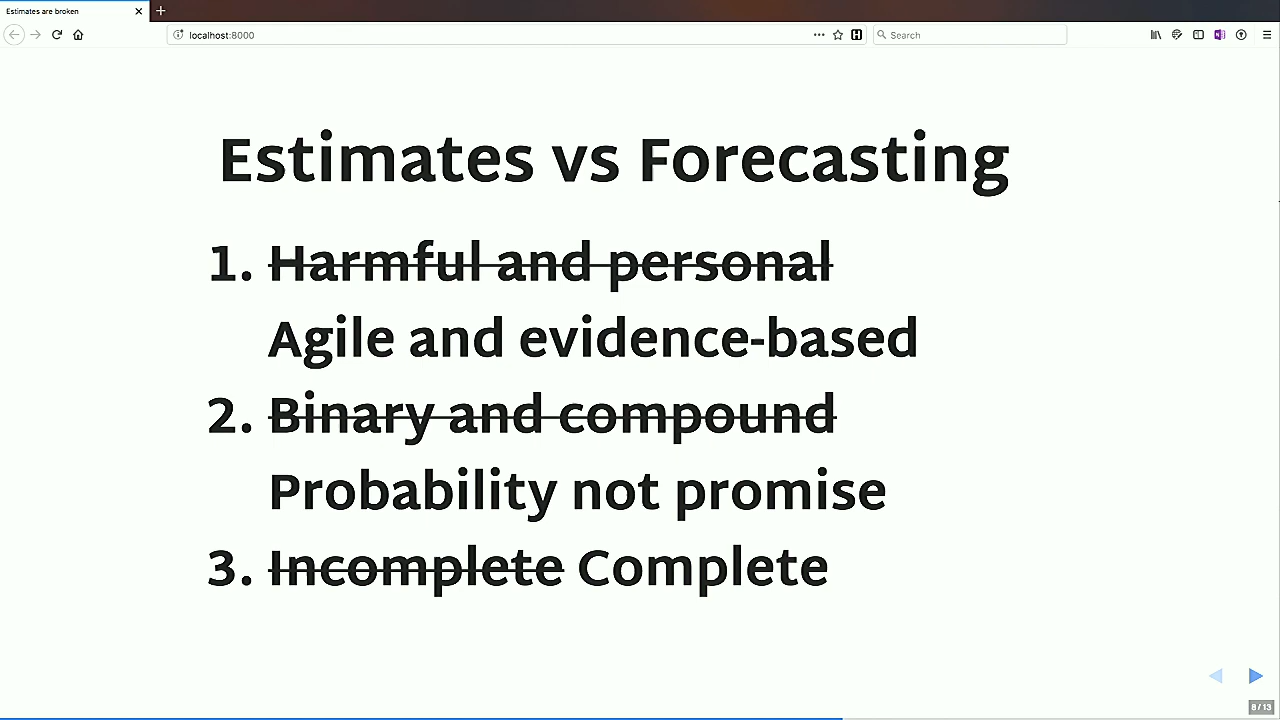 Estimates are broken
localhost:8000
Search
Estimates vs Forecasting
1. Harmful and personal
Agile and evidence-based
2. Binary and compound
Probability not promise
3. Incomplete Complete
8 / 13